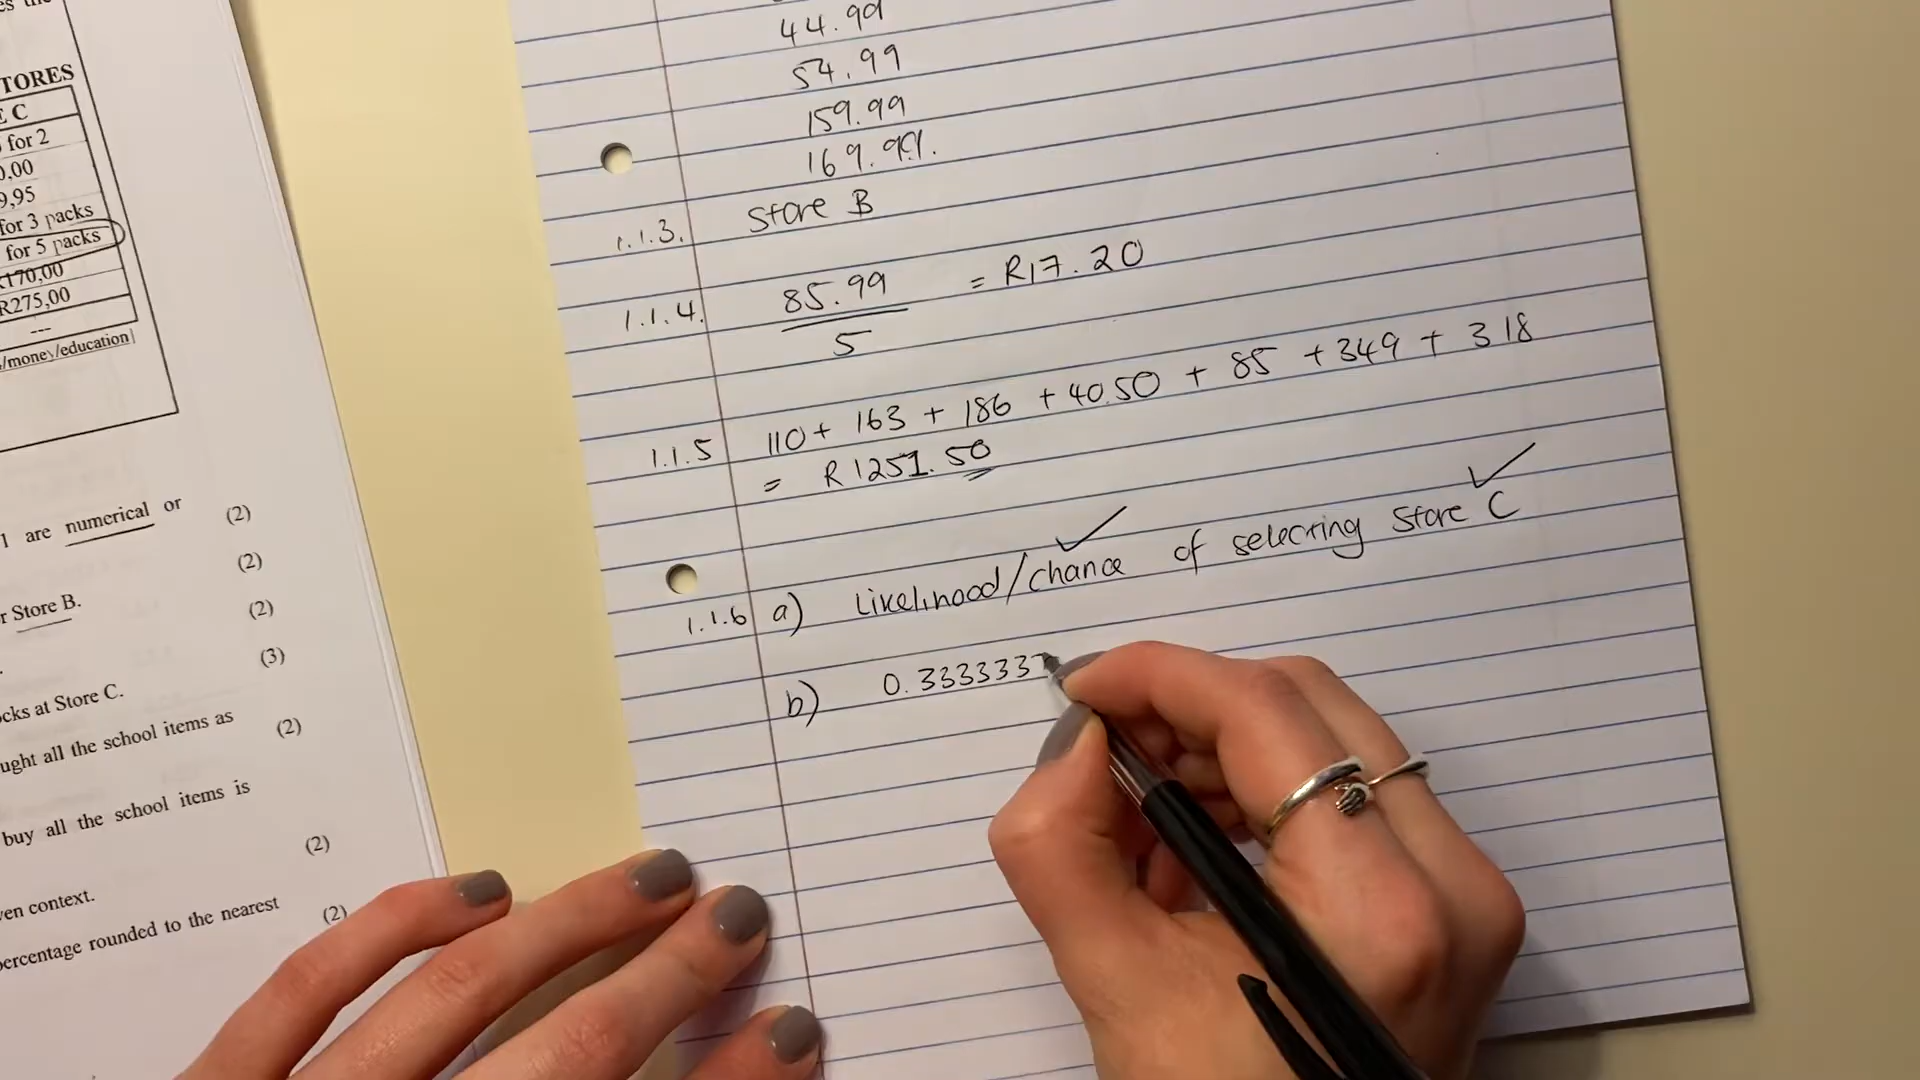 TORES
E C
for 2
0,00
9,95
for 3 packs
for 5 packs
R170,00
R275,00
---
/money/education
1 are numerical or (2)
(2)
r Store B. (2)
. (3)
ocks at Store C.
ught all the school items as (2)
buy all the school items is (2)
ven context. (2)
percentage rounded to the nearest
44.99
54.99
159.99
169.99.
1.1.3. Store B
1.1.4. 85.99
5 = R17.20
1.1.5 110 + 163 + 186 + 40.50 + 85 + 349 + 318
= R1251.50
1.1.6 a) Likelihood/chance of selecting Store C
b) 0.333333